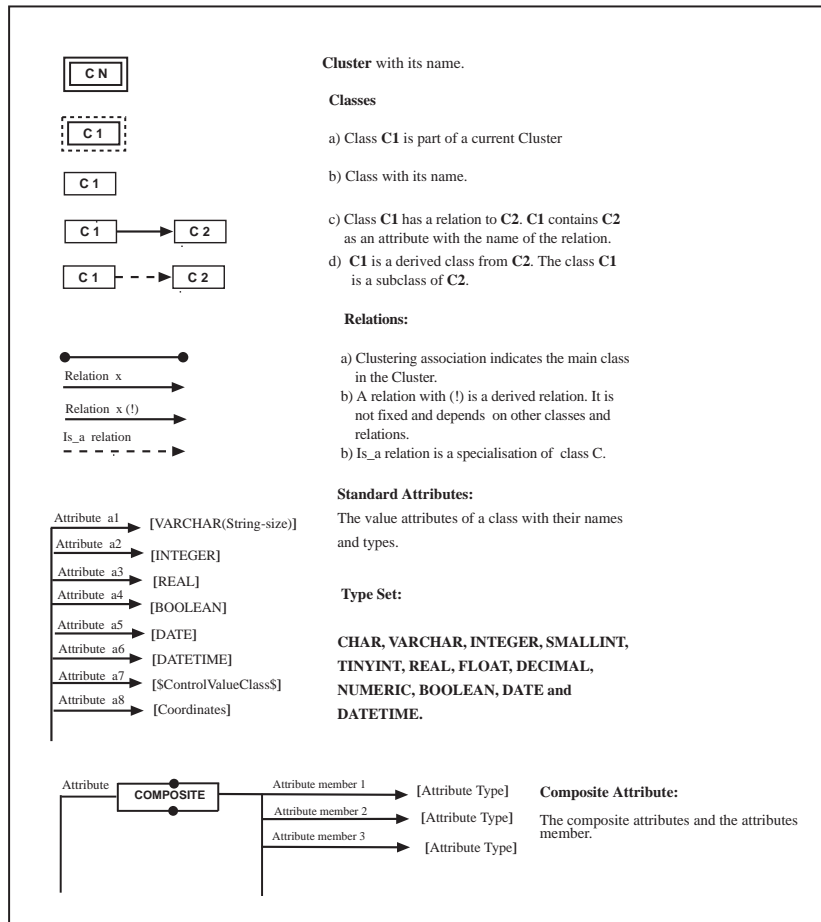 C N
Cluster with its name.
Classes
C 1
a) Class C1 is part of a current Cluster
C 1
b) Class with its name.
C 1
C 2
c) Class C1 has a relation to C2. C1 contains C2
as an attribute with the name of the relation.
C 1
C 2
d) C1 is a derived class from C2. The class C1
is a subclass of C2.
Relations:
a) Clustering association indicates the main class
in the Cluster.
Relation x
b) A relation with (!) is a derived relation. It is
not fixed and depends on other classes and
relations.
Relation x (!)
Is_a relation
b) Is_a relation is a specialisation of class C.
Standard Attributes:
The value attributes of a class with their names
and types.
Attribute a1
[VARCHAR(String-size)]
Attribute a2
[INTEGER]
Attribute a3
[REAL]
Attribute a4
[BOOLEAN]
Attribute a5
[DATE]
Attribute a6
[DATETIME]
Attribute a7
[$ControlValueClass$]
Attribute a8
[Coordinates]
Type Set:
CHAR, VARCHAR, INTEGER, SMALLINT,
TINYINT, REAL, FLOAT, DECIMAL,
NUMERIC, BOOLEAN, DATE and
DATETIME.
Attribute
COMPOSITE
Attribute member 1
[Attribute Type]
Attribute member 2
[Attribute Type]
Attribute member 3
[Attribute Type]
Composite Attribute:
The composite attributes and the attributes
member.